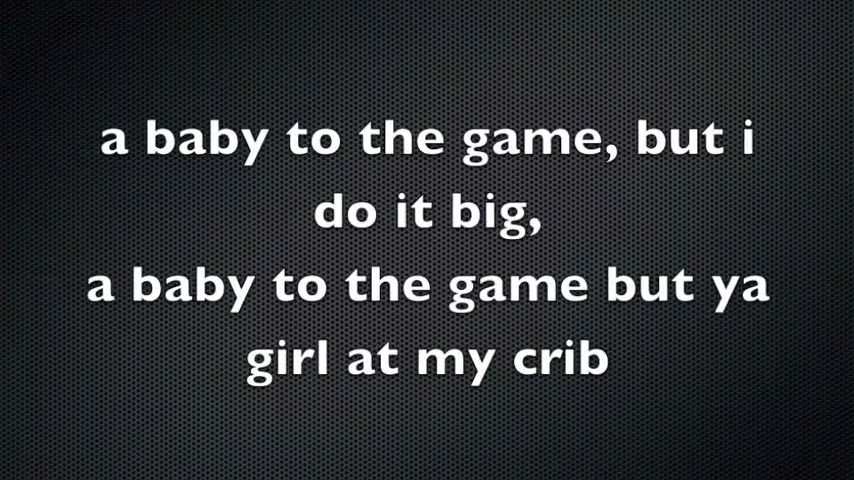 a baby to the game, but i
do it big,
a baby to the game but ya
girl at my crib